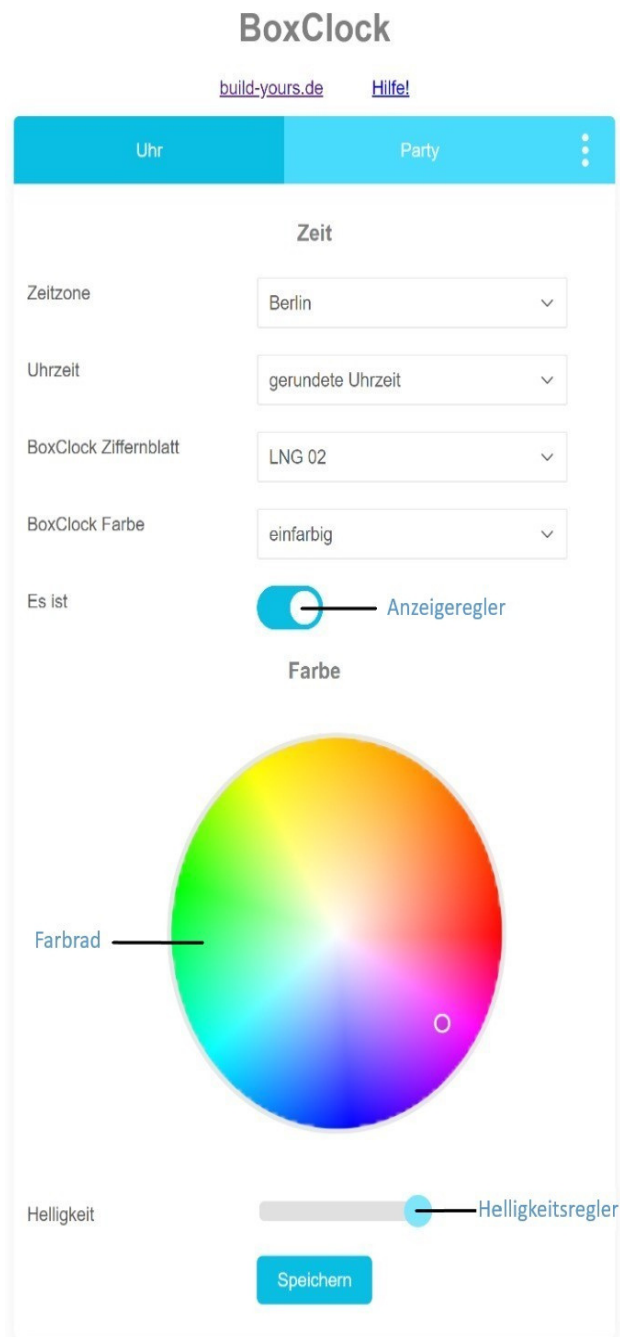 BoxClock
build-yours.de Hilfe!
Uhr Party
Zeit
Zeitzone Berlin
Uhrzeit gerundete Uhrzeit
BoxClock Ziffernblatt LNG 02
BoxClock Farbe einfarbig
Es ist Anzeigeregler
Farbe
Farbrad
Helligkeit Helligkeitsregler
Speichern